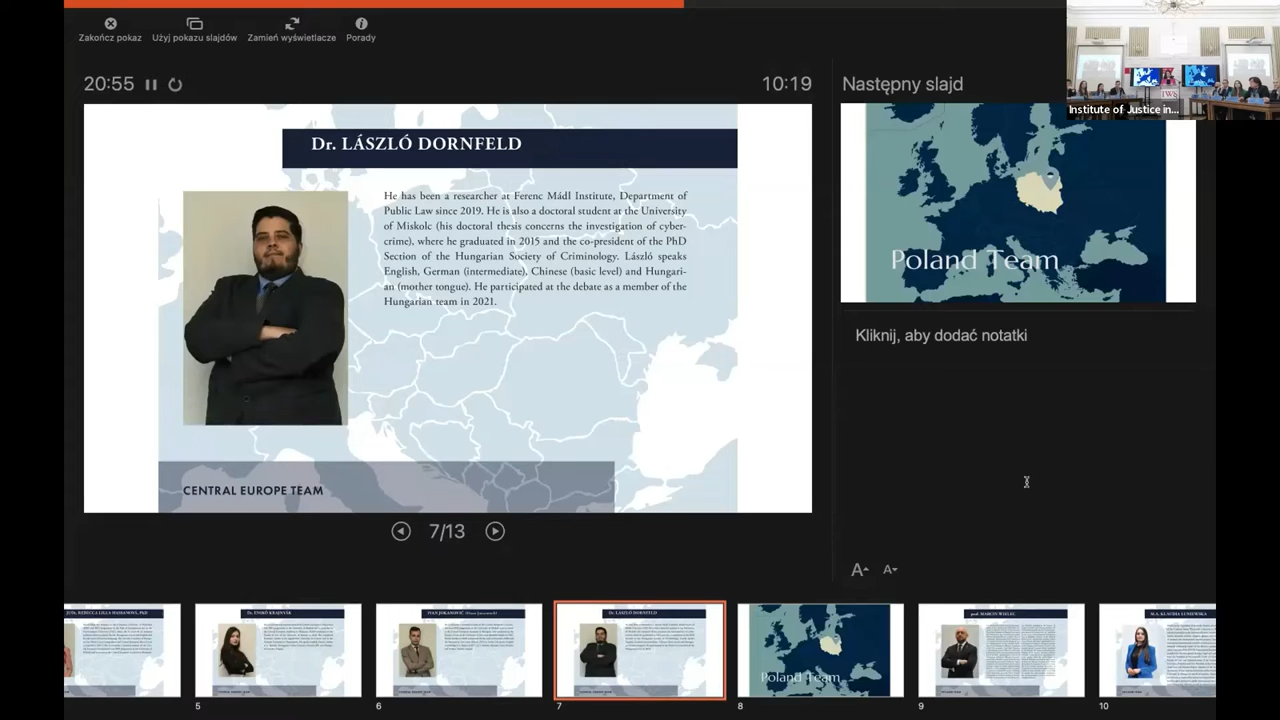 Zakończ pokaz
Użyj pokazu slajdów
Zamień wyświetlacze
Porady
20:55
10:19
Następny slajd
Institute of Justice in...
Dr. LÁSZLÓ DORNFELD
He has been a researcher at Ferenc Mádl Institute, Department of
Public Law since 2019. He is also a doctoral student at the University
of Miskolc (his doctoral thesis concerns the investigation of cyber-
crime), where he graduated in 2015 and the co-president of the PhD
Section of the Hungarian Society of Criminology. László speaks
English, German (intermediate), Chinese (basic level) and Hungari-
an (mother tongue). He participated at the debate as a member of the
Hungarian team in 2021.
CENTRAL EUROPE TEAM
Poland Team
Kliknij, aby dodać notatki
7/13
A
A
Dr. LÁSZLÓ DORNFELD
Poland Team
5
6
7
8
9
10